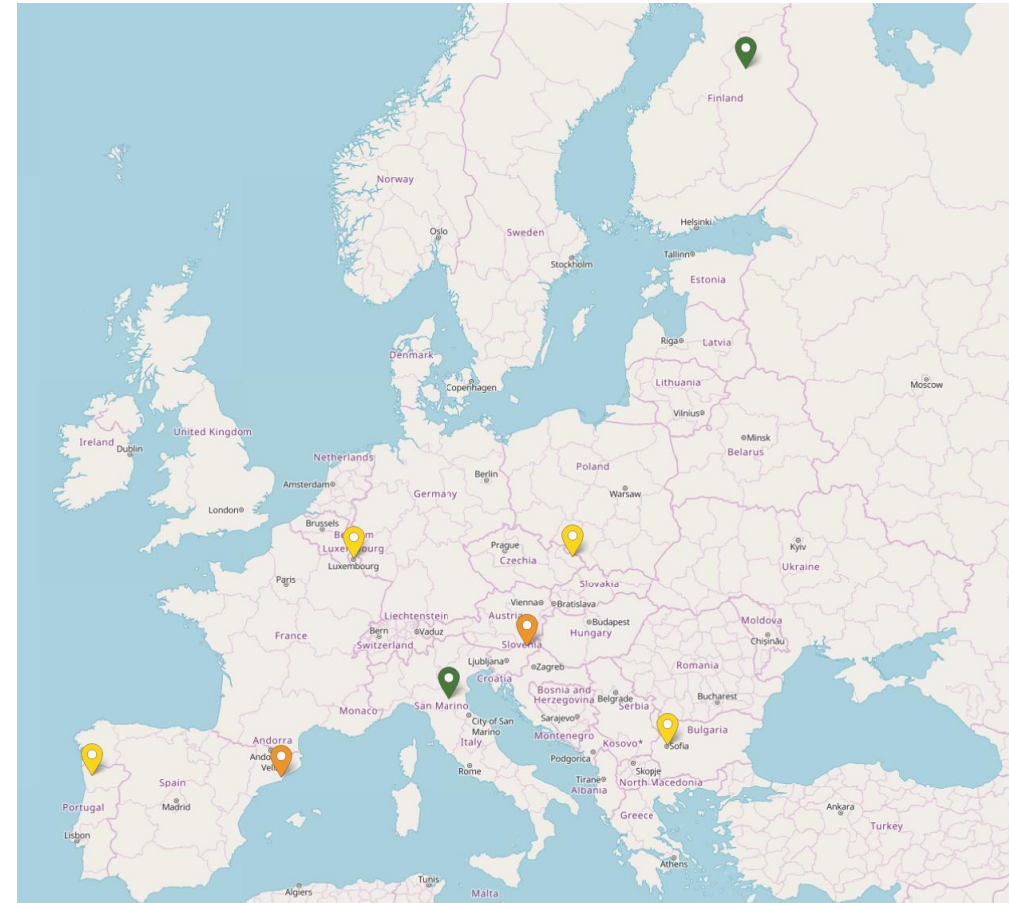 Finland
Norway
Helsinki
Oslo
Sweden
Tallinn
Stockholm
Estonia
Riga
Latvia
Denmark
Lithuania
Moscow
Copenhagen
Vilnius
United Kingdom
Minsk
Ireland
Dublin
Belarus
Netherlands
Poland
Berlin
Amsterdam
Germany
Warsaw
London
Brussels
Prague
Kyiv
Luxembourg
Czechia
Luxembourg
Ukraine
Paris
Slovakia
Vienna
Bratislava
Liechtenstein
Austria
Budapest
Moldova
Bern
Vaduz
Hungary
Chișinău
France
Switzerland
Slovenia
Ljubljana
Zagreb
Romania
Croatia
Bosnia and
Herzegovina
Belgrade
Bucharest
San Marino
Serbia
Monaco
Sarajevo
City of San
Marino
Bulgaria
Montenegro
Andorra
Italy
Kosovo*
Sofia
Podgorica
Rome
Skopje
Spain
Tirane
North Macedonia
Albania
Portugal
Madrid
Ankara
Greece
Turkey
Lisbon
Athens
Tunis
Algiers
Malta